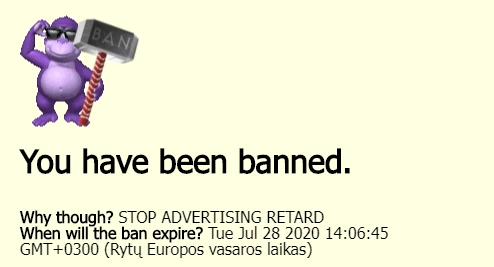 BAN
You have been banned.
Why though? STOP ADVERTISING RETARD
When will the ban expire? Tue Jul 28 2020 14:06:45
GMT+0300 (Rytų Europos vasaros laikas)